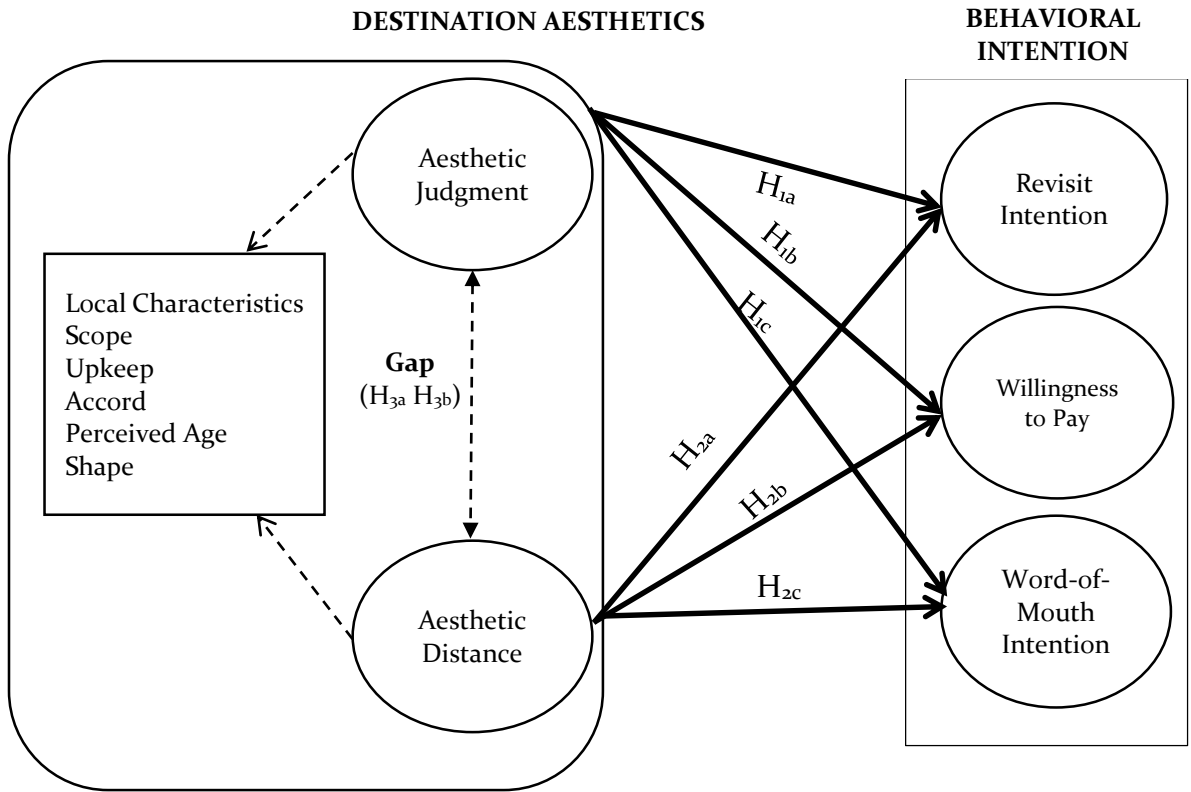 DESTINATION AESTHETICS
BEHAVIORAL
INTENTION
Aesthetic
Judgment
Local Characteristics
Scope
Upkeep
Accord
Perceived Age
Shape
Gap
(H3a H3b)
Aesthetic
Distance
H1a
H1b
H1c
H2a
H2b
H2c
Revisit
Intention
Willingness
to Pay
Word-of-
Mouth
Intention